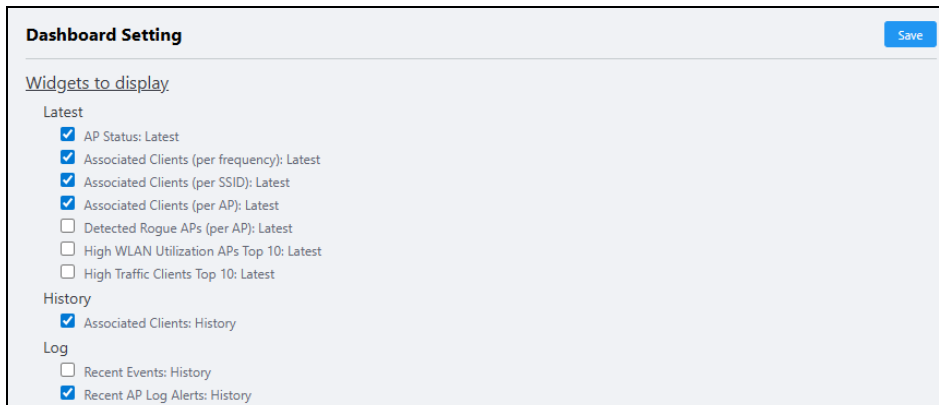 Dashboard Setting
Save
Widgets to display
Latest
AP Status: Latest
Associated Clients (per frequency): Latest
Associated Clients (per SSID): Latest
Associated Clients (per AP): Latest
Detected Rogue APs (per AP): Latest
High WLAN Utilization APs Top 10: Latest
High Traffic Clients Top 10: Latest
History
Associated Clients: History
Log
Recent Events: History
Recent AP Log Alerts: History